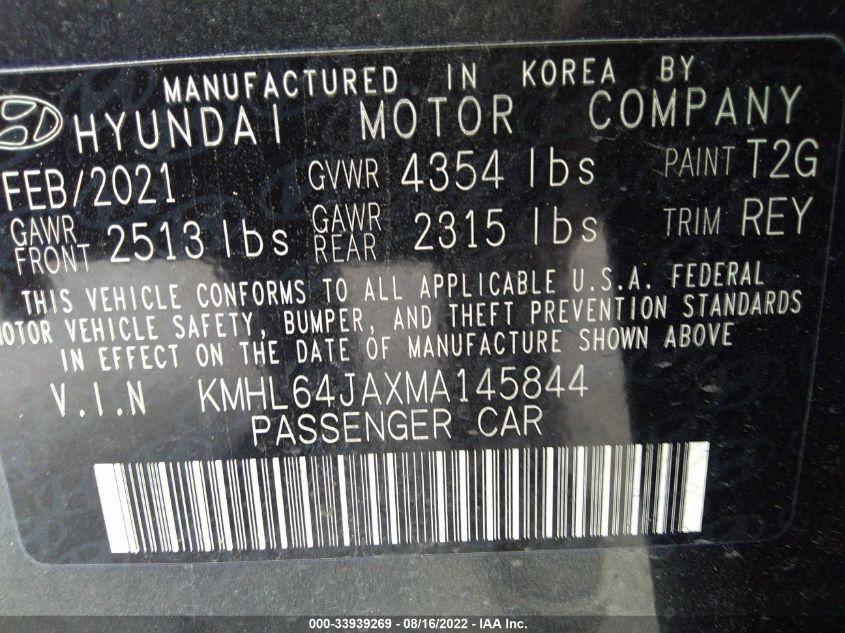 MANUFACTURED IN KOREA BY
HYUNDAI MOTOR COMPANY
FEB/2021 GVWR 4354 lbs PAINT T2G
GAWR FRONT 2513 lbs GAWR REAR 2315 lbs TRIM REY
THIS VEHICLE CONFORMS TO ALL APPLICABLE U.S.A. FEDERAL
MOTOR VEHICLE SAFETY, BUMPER, AND THEFT PREVENTION STANDARDS
IN EFFECT ON THE DATE OF MANUFACTURE SHOWN ABOVE
V.I.N KMHL64JAXMA145844
PASSENGER CAR
000-33939269 - 08/16/2022 - IAA Inc.